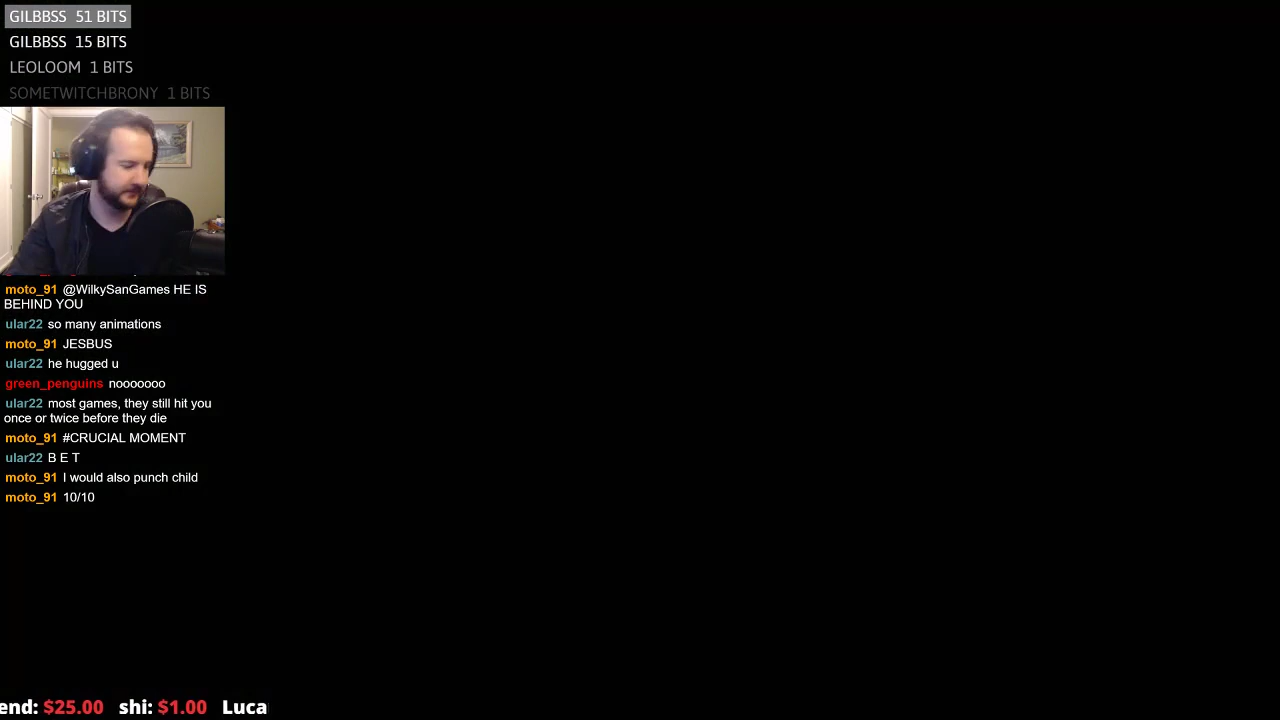 GILBBSS 51 BITS
GILBBSS 15 BITS
LEOLOOM 1 BITS
SOMETWITCHBRONY 1 BITS
moto_91 @WilkySanGames HE IS
BEHIND YOU
ular22 so many animations
moto_91 JESBUS
ular22 he hugged u
green_penguins nooooooo
ular22 most games, they still hit you
once or twice before they die
moto_91 #CRUCIAL MOMENT
ular22 B E T
moto_91 I would also punch child
moto_91 10/10
end: $25.00 shi: $1.00 Luca